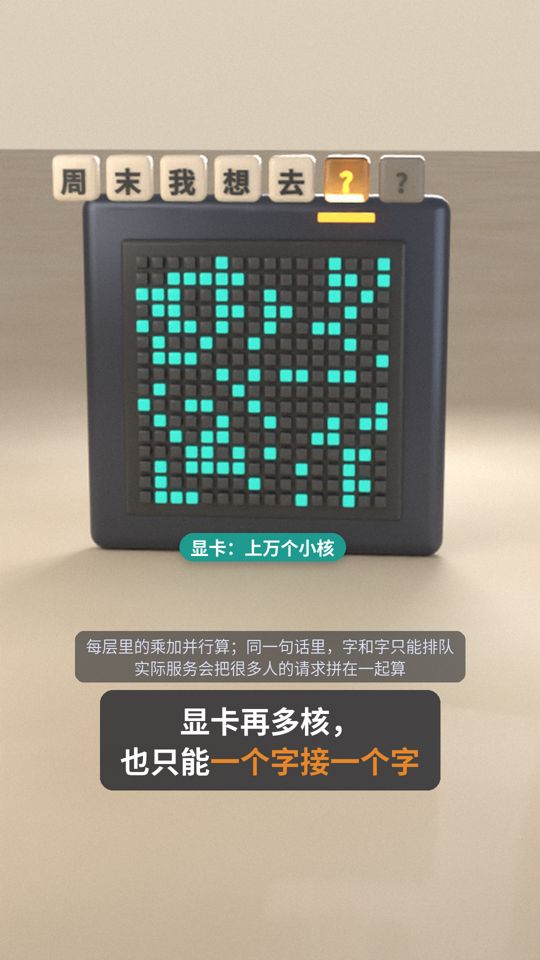 周末我想去??
显卡：上万个小核
每层里的乘加并行算；同一句话里，字和字只能排队
实际服务会把很多人的请求拼在一起算
显卡再多核，
也只能一个字接一个字